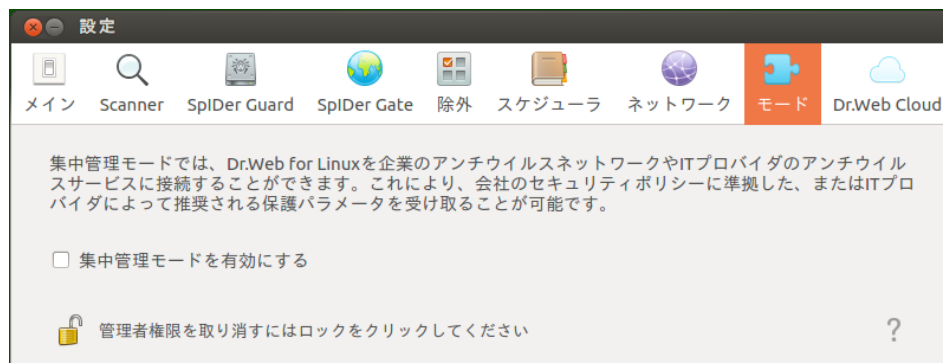 設定
メイン Scanner SpIDer Guard SpIDer Gate 除外 スケジューラ ネットワーク モード Dr.Web Cloud
集中管理モードでは、Dr.Web for Linuxを企業のアンチウイルスネットワークやITプロバイダのアンチウイル
スサービスに接続することができます。これにより、会社のセキュリティポリシーに準拠した、またはITプロ
バイダによって推奨される保護パラメータを受け取ることが可能です。
集中管理モードを有効にする
管理者権限を取り消すにはロックをクリックしてください ?